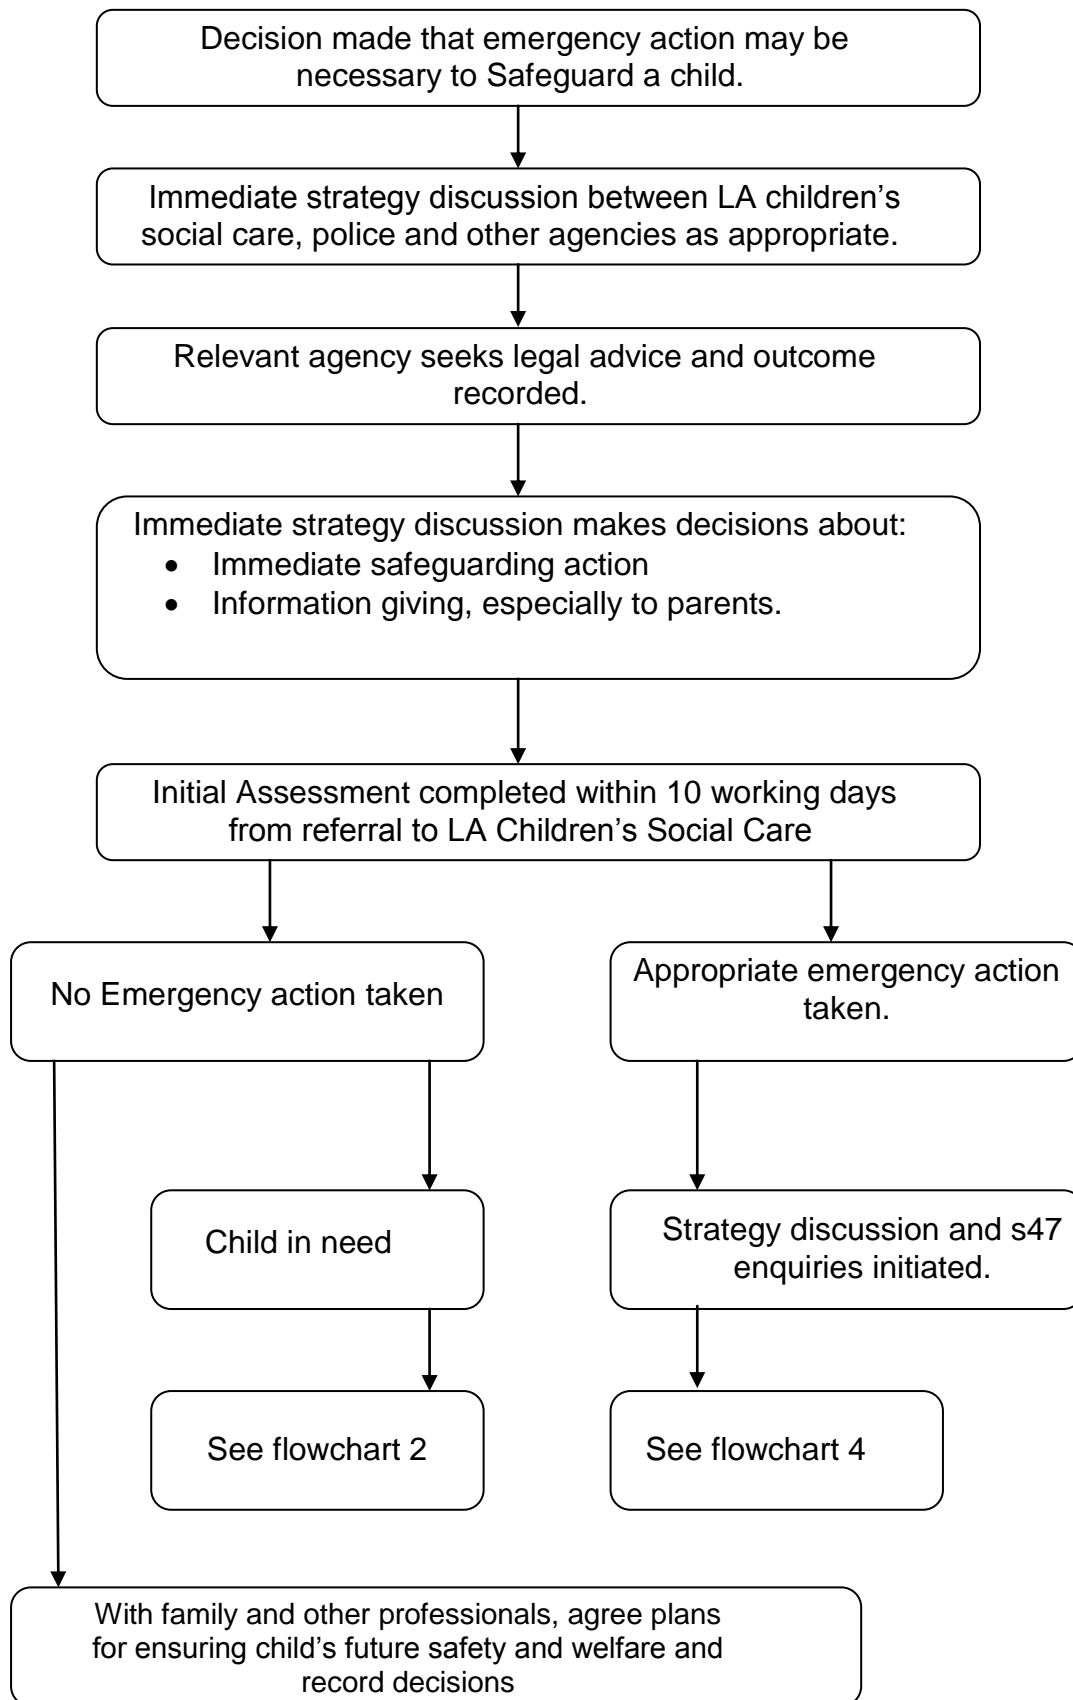 Decision made that emergency action may be
necessary to Safeguard a child.
Immediate strategy discussion between LA children’s
social care, police and other agencies as appropriate.
Relevant agency seeks legal advice and outcome
recorded.
Immediate strategy discussion makes decisions about:
• Immediate safeguarding action
• Information giving, especially to parents.
Initial Assessment completed within 10 working days
from referral to LA Children’s Social Care
No Emergency action taken
Appropriate emergency action
taken.
Child in need
Strategy discussion and s47
enquiries initiated.
See flowchart 2
See flowchart 4
With family and other professionals, agree plans
for ensuring child’s future safety and welfare and
record decisions